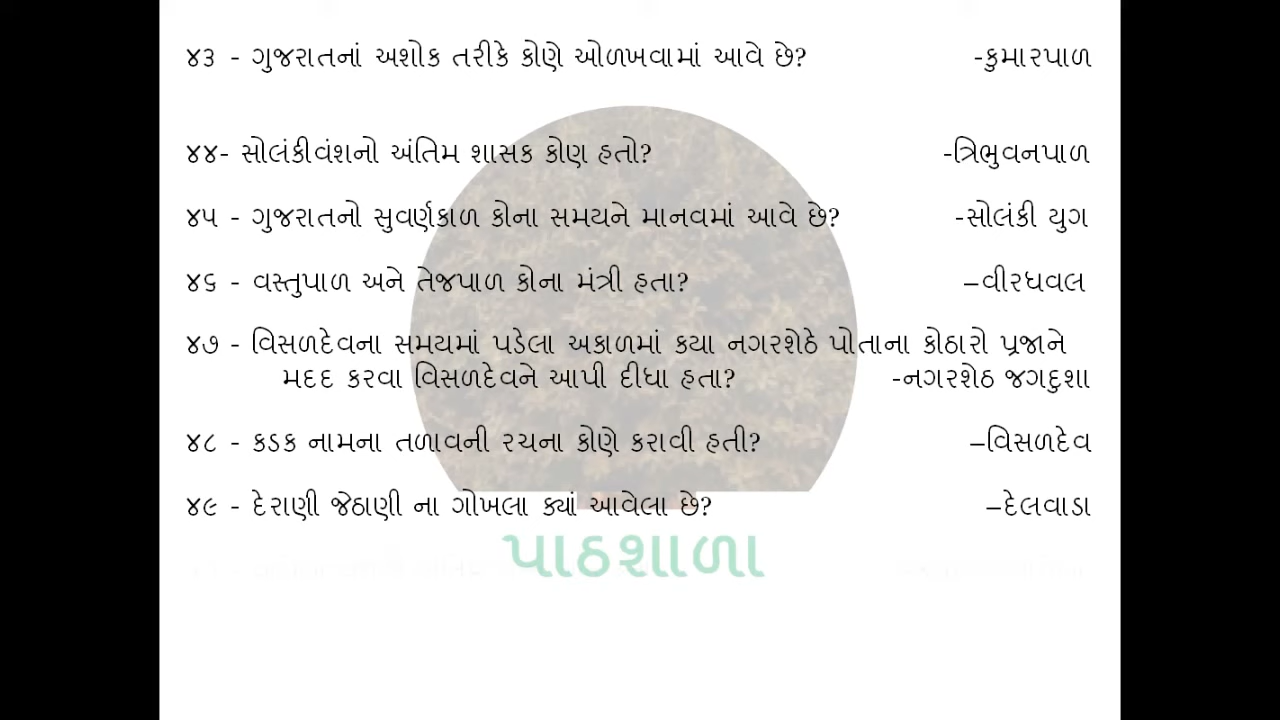 ૪૩ - ગુજરાતનાં અશોક તરીકે કોણે ઓળખવામાં આવે છે? -કુમારપાળ
૪૪- સોલંકીવંશનો અંતિમ શાસક કોણ હતો? -ત્રિભુવનપાળ
૪૫ - ગુજરાતનો સુવર્ણકાળ કોના સમયને માનવમાં આવે છે? -સોલંકી યુગ
૪૬ - વસ્તુપાળ અને તેજપાળ કોના મંત્રી હતા? –વીરધવલ
૪૭ - વિસળદેવના સમયમાં પડેલા અકાળમાં કયા નગરશેઠે પોતાના કોઠારો પ્રજાને
મદદ કરવા વિસળદેવને આપી દીધા હતા? -નગરશેઠ જગદુશા
૪૮ - કડક નામના તળાવની રચના કોણે કરાવી હતી? –વિસળદેવ
૪૯ - દેરાણી જેઠાણી ના ગોખલા ક્યાં આવેલા છે? –દેલવાડા
પાઠશાળા